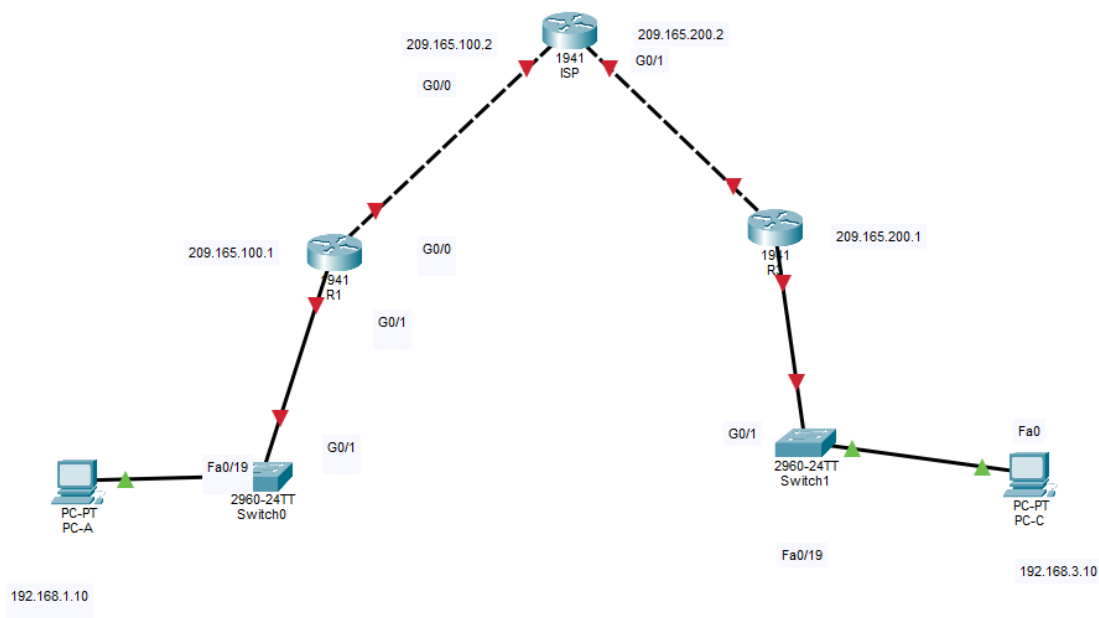 209.165.100.2
209.165.200.2
1941
ISP
G0/1
G0/0
209.165.100.1
1941
R1
G0/0
209.165.200.1
1941
G0/1
G0/1
Fa0/19
2960-24TT
Switch0
PC-PT
PC-A
192.168.1.10
G0/1
2960-24TT
Switch1
Fa0
PC-PT
PC-C
Fa0/19
192.168.3.10